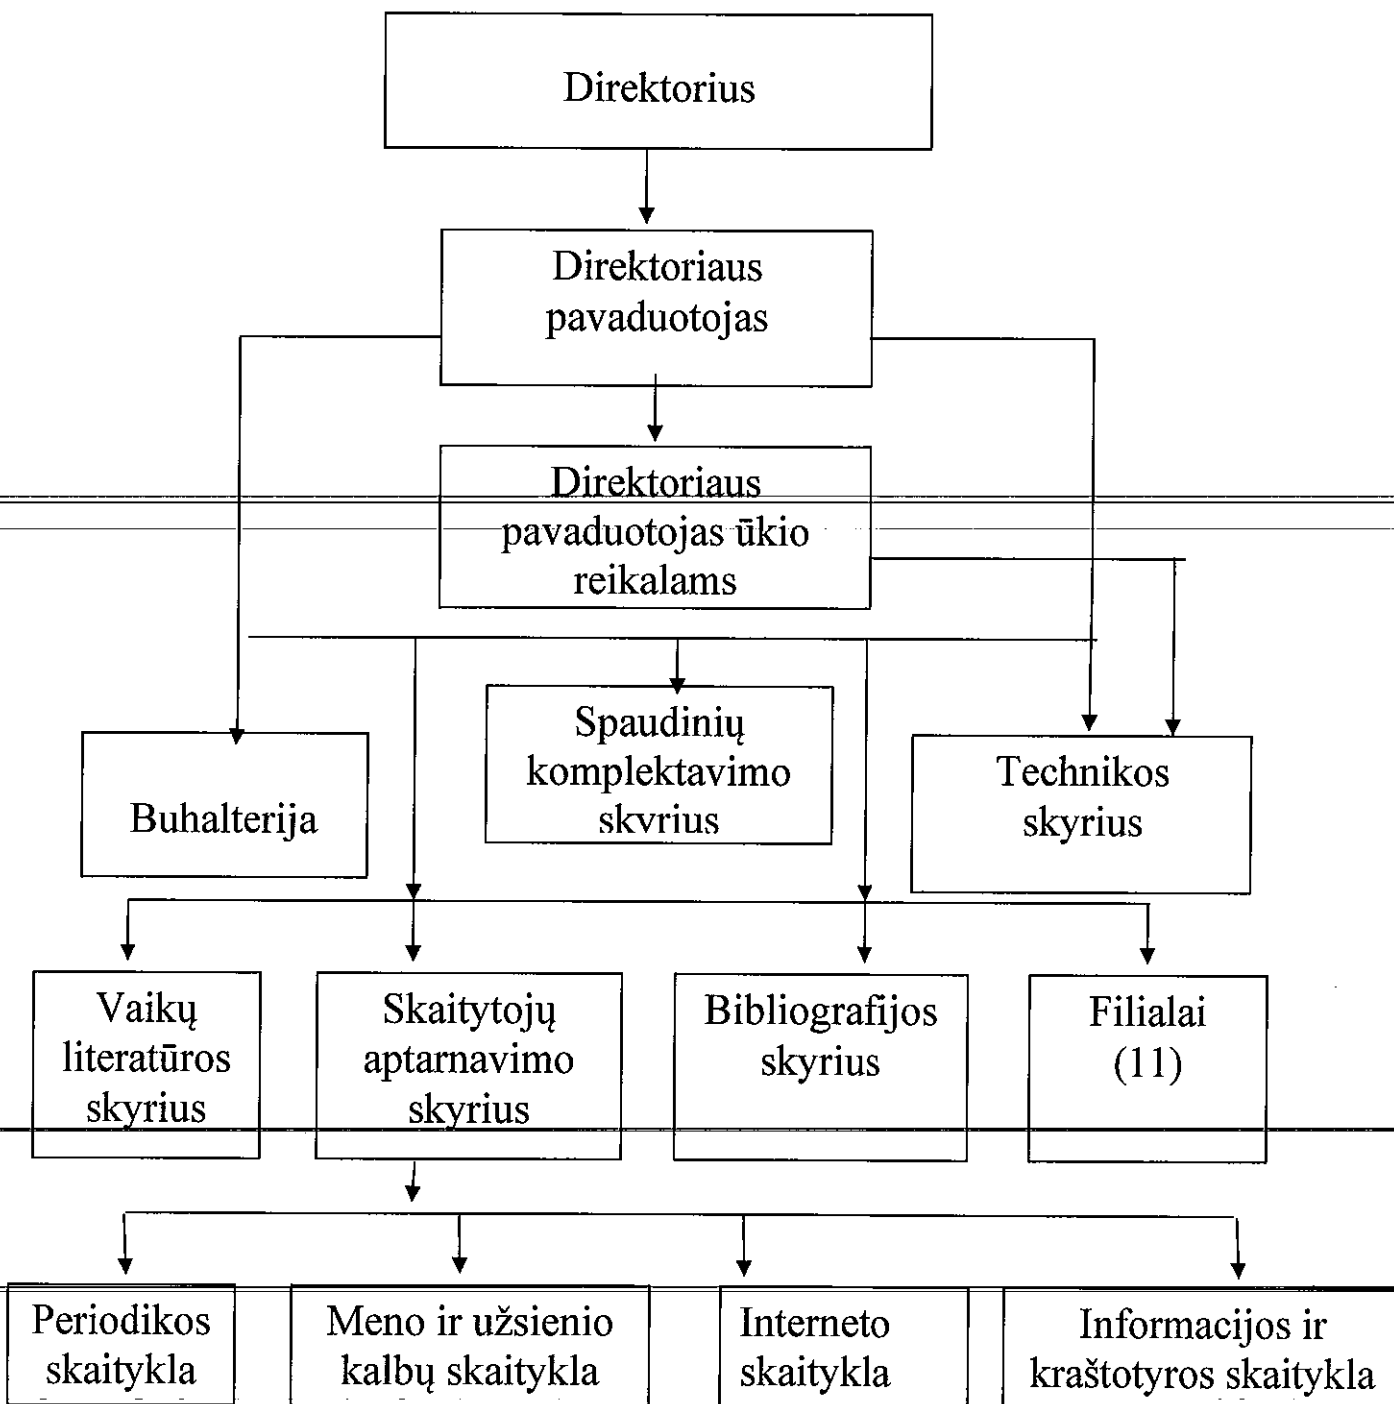 Direktorius
Direktoriaus
pavaduotojas
Direktoriaus
pavaduotojas ūkio
reikalams
Spaudinių
komplektavimo
skyrius
Buhalterija
Technikos
skyrius
Vaikų
literatūros
skyrius
Skaitytojų
aptarnavimo
skyrius
Bibliografijos
skyrius
Filialai
(11)
Periodikos
skaitykla
Meno ir užsienio
kalbų skaitykla
Interneto
skaitykla
Informacijos ir
kraštotyros skaitykla